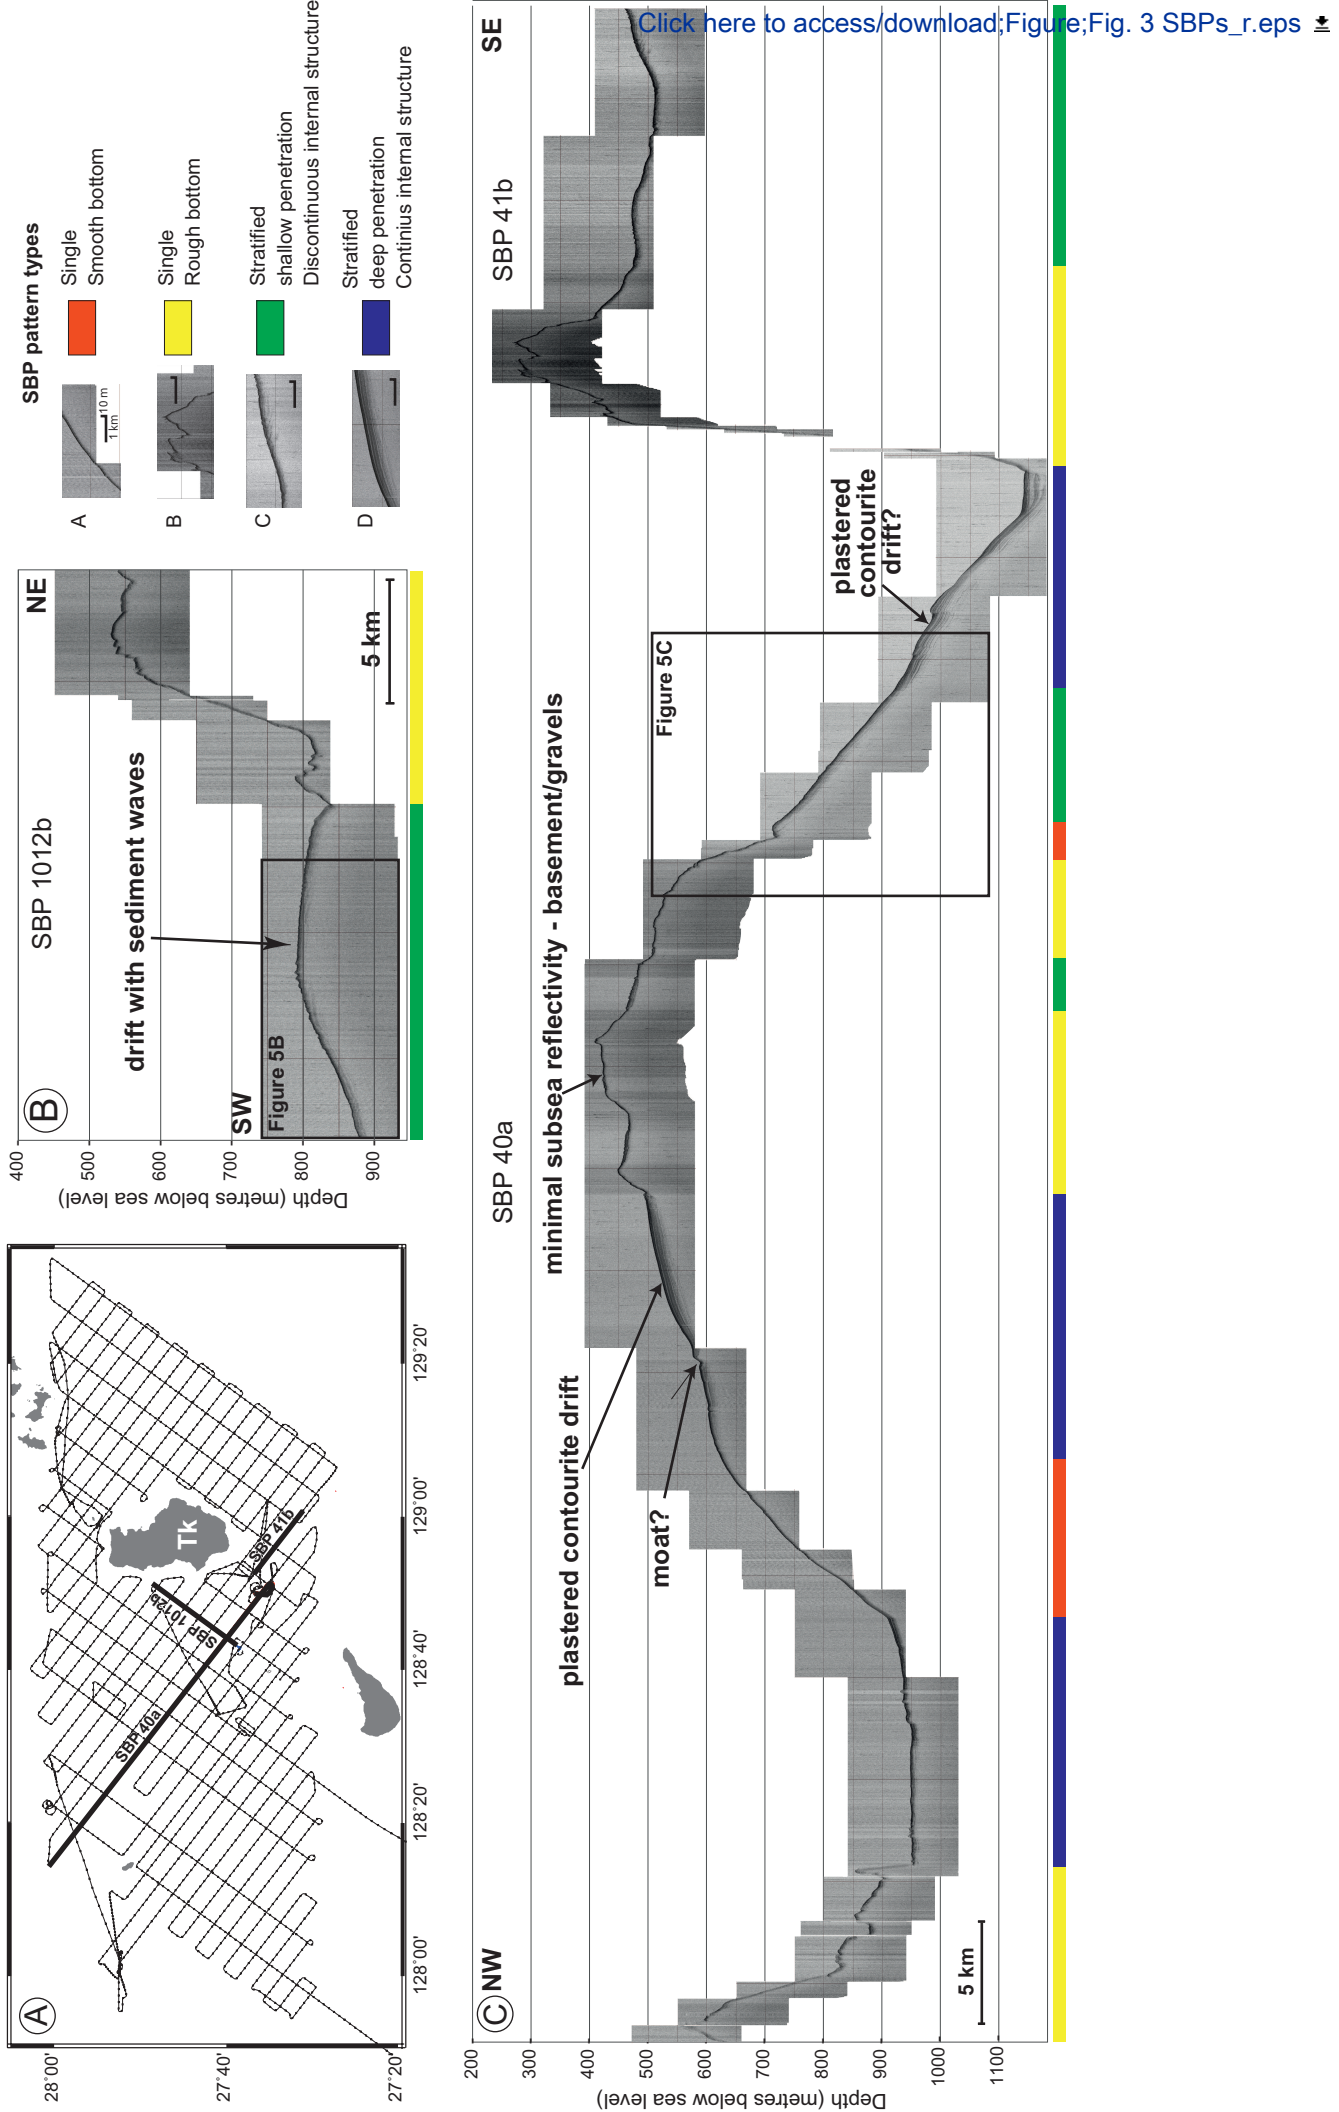 Click here to access/download;Figure;Fig. 3 SBPs_r.eps
A
28°00'
27°40'
27°20'
128°00'
128°20'
128°40'
129°00'
129°20'
SBP 40a
SBP 1012b
SBP 41b
Tk
B
SBP 1012b
SW
NE
Figure 5B
drift with sediment waves
5 km
Depth (metres below sea level)
400
500
600
700
800
900
SBP pattern types
A
10 m
1 km
Single
Smooth bottom
B
Single
Rough bottom
C
Stratified
shallow penetration
Discontinuous internal structure
D
Stratified
deep penetration
Continius internal structure
C
NW
SE
SBP 40a
SBP 41b
plastered contourite drift
moat?
minimal subsea reflectivity - basement/gravels
Figure 5C
plastered
contourite
drift?
5 km
Depth (metres below sea level)
200
300
400
500
600
700
800
900
1000
1100